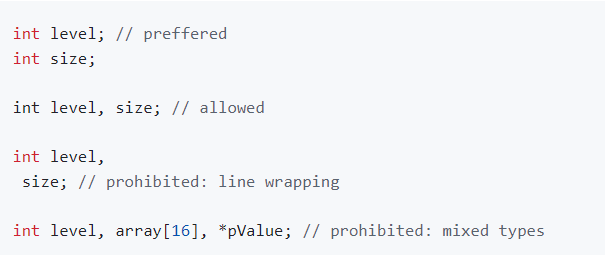 int level; // preffered
int size;
int level, size; // allowed
int level,
size; // prohibited: line wrapping
int level, array[16], *pValue; // prohibited: mixed types